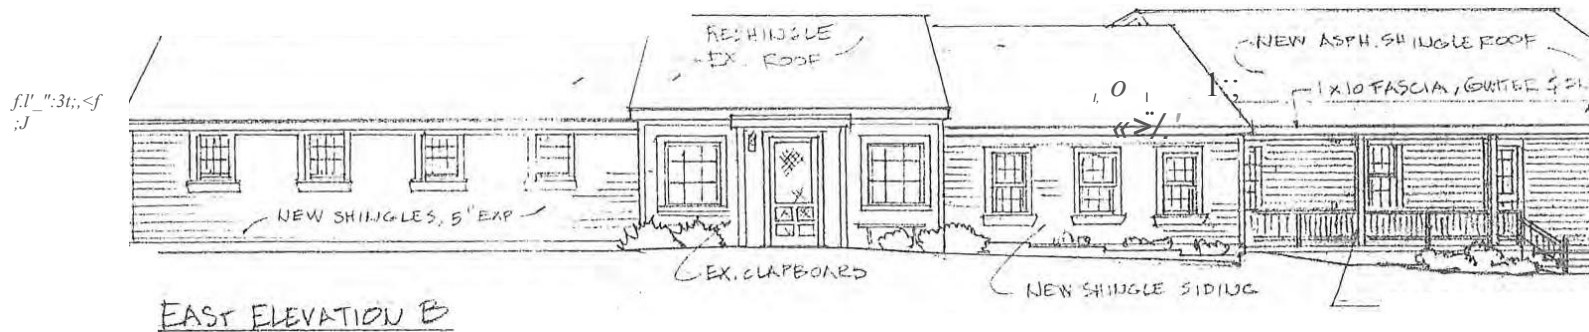 RESHINGLE
EX. ROOF
NEW ASPH. SHINGLE ROOF
1x10 FASCIA, GUTTER &
NEW SHINGLES, 5" EXP
EX. CLAPBOARD
NEW SHINGLE SIDING
EAST ELEVATION B